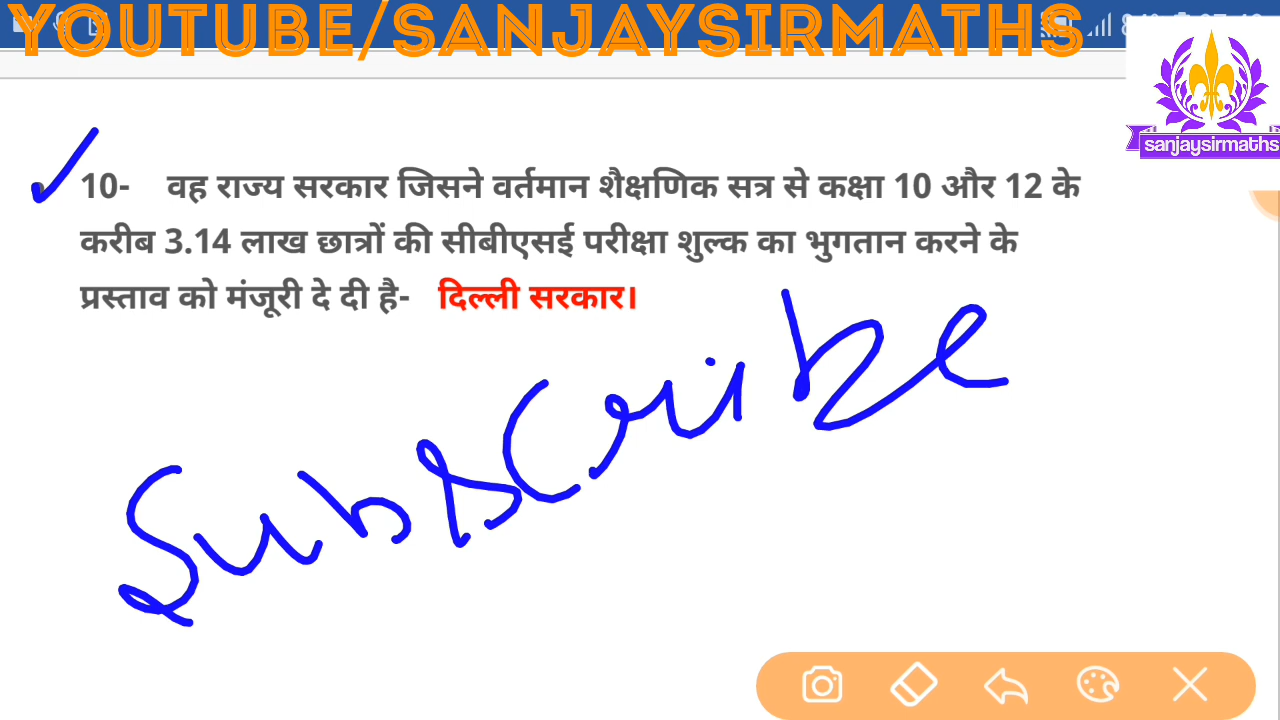 YOUTUBE/SANJAYSIRMATHS
sanjaysirmaths
10- वह राज्य सरकार जिसने वर्तमान शैक्षणिक सत्र से कक्षा 10 और 12 के
करीब 3.14 लाख छात्रों की सीबीएसई परीक्षा शुल्क का भुगतान करने के
प्रस्ताव को मंजूरी दे दी है- दिल्ली सरकार।
Subscribe